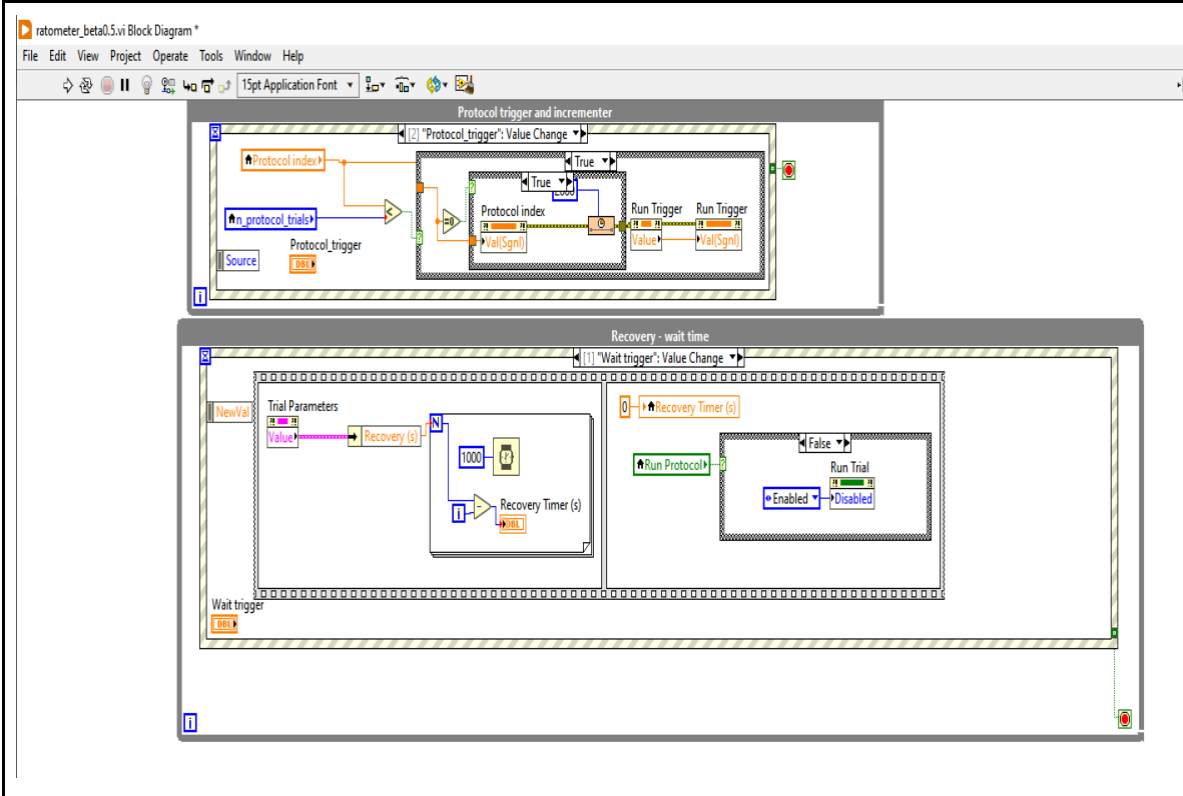 ratometer_beta0.5.vi Block Diagram *
File Edit View Project Operate Tools Window Help
15pt Application Font
Protocol trigger and incrementer
[2] "Protocol_trigger": Value Change
Protocol index
True
True
n_protocol_trials
<
=0
Protocol index
Val(Sgnl)
Run Trigger
Value
Run Trigger
Val(Sgnl)
Protocol_trigger
DBL
Source
i
Recovery - wait time
[1] "Wait trigger": Value Change
NewVal
Trial Parameters
Value
Recovery (s)
N
1000
i
-
Recovery Timer (s)
DBL
0
Recovery Timer (s)
False
Run Protocol
Run Trial
Enabled
Disabled
Wait trigger
DBL
i